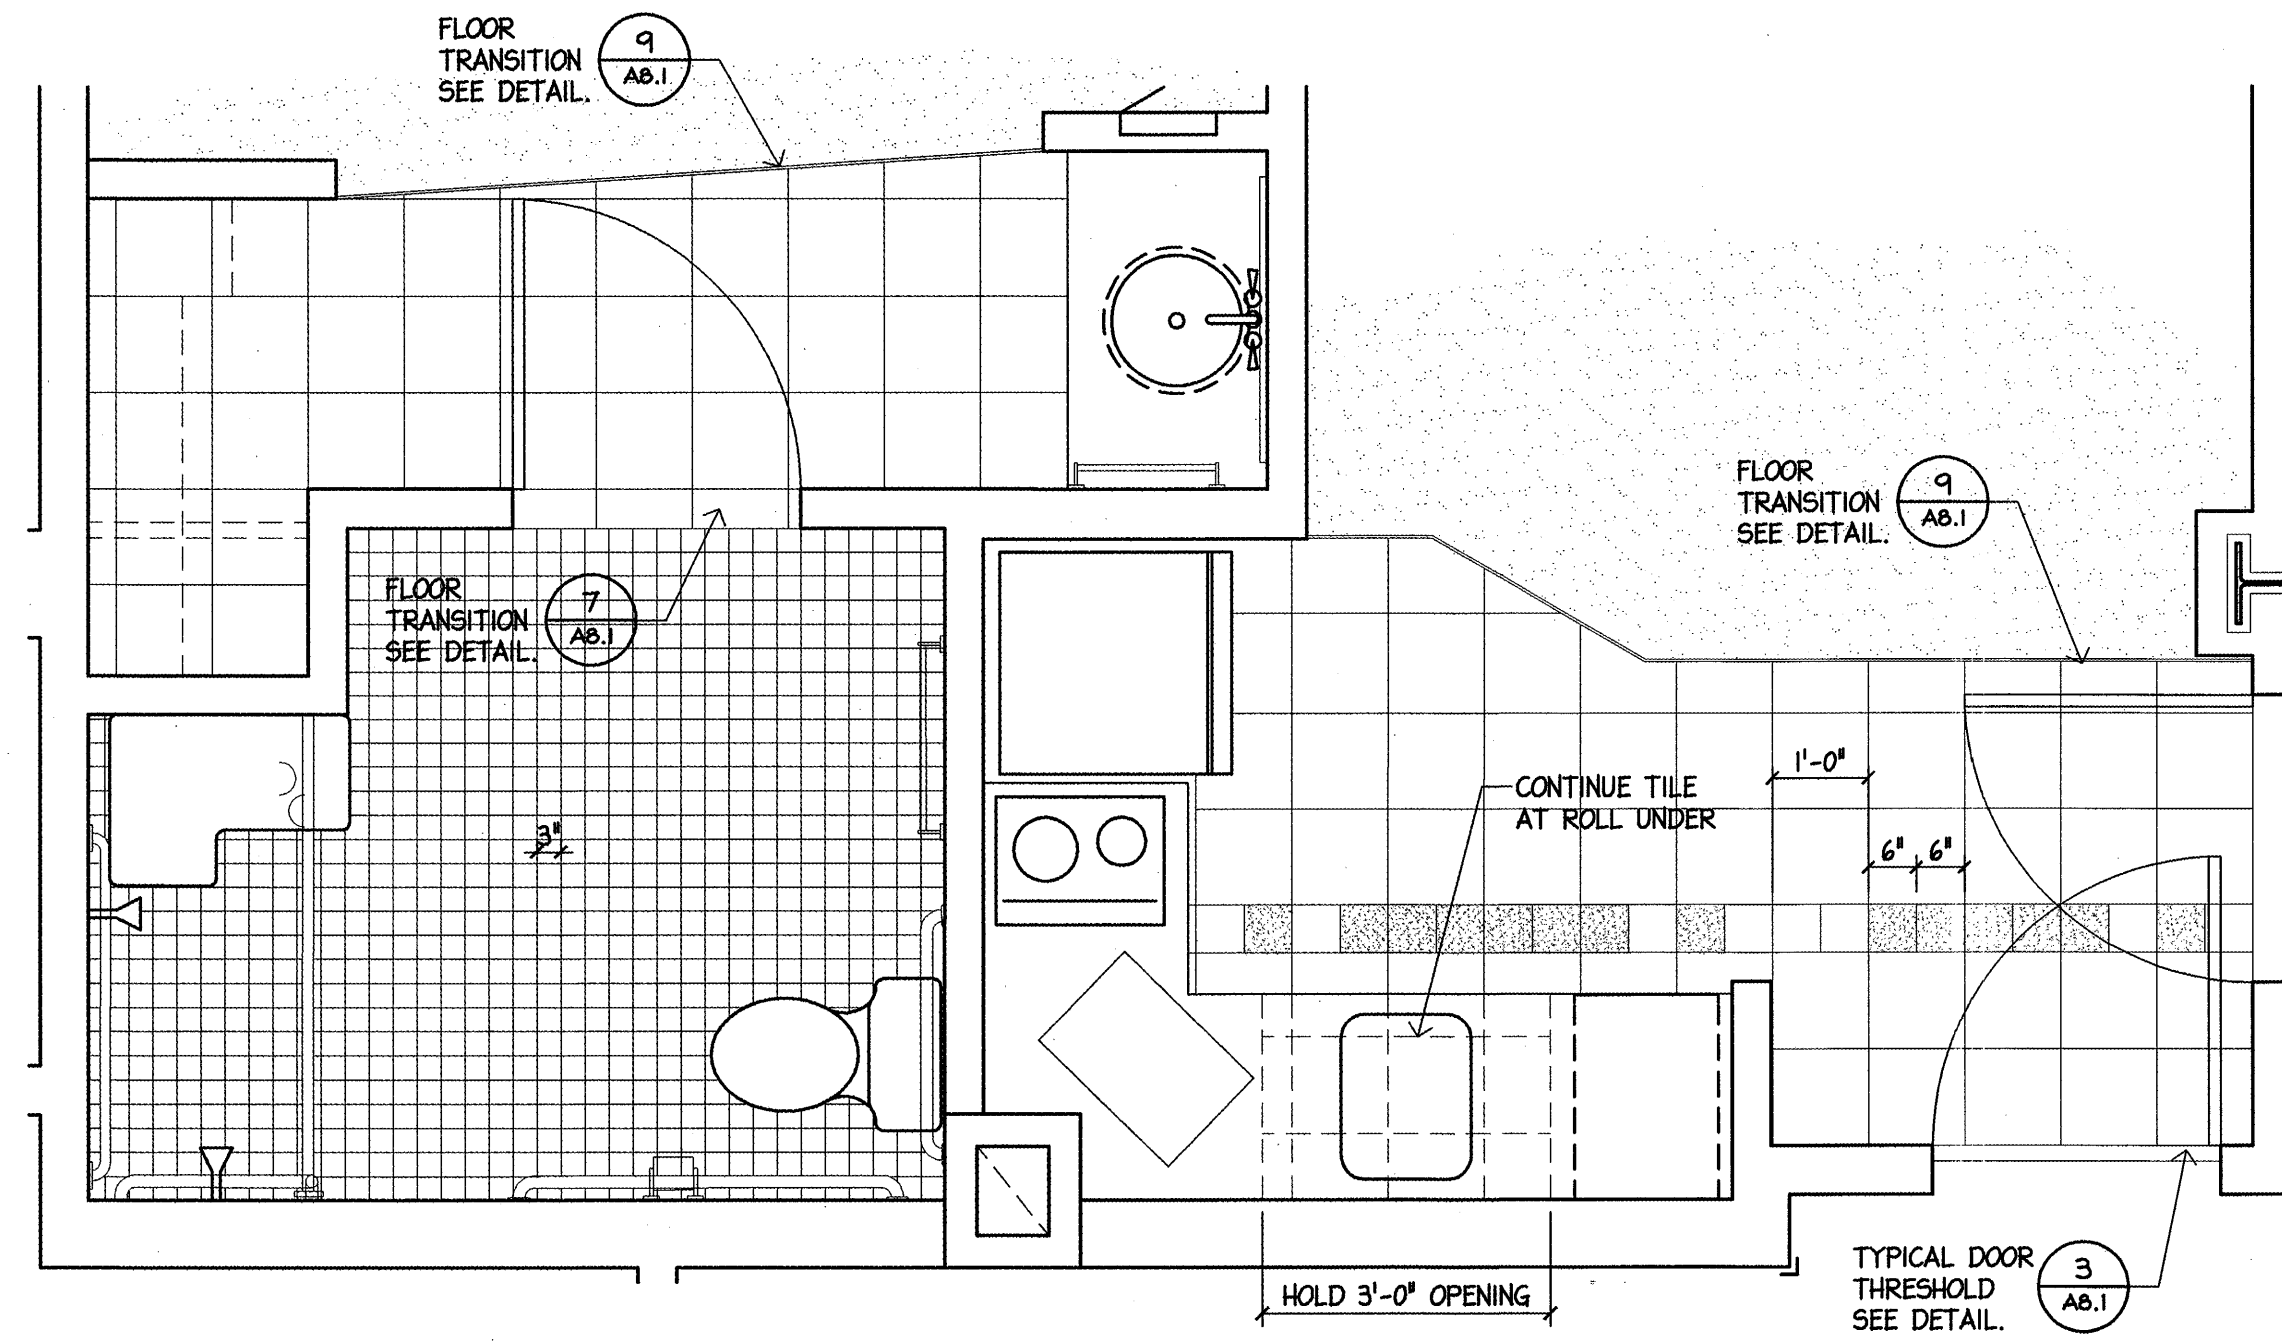 FLOOR
TRANSITION
SEE DETAIL.
9
A8.1
FLOOR
TRANSITION
SEE DETAIL.
9
A8.1
FLOOR
TRANSITION
SEE DETAIL.
7
A8.1
1'-0"
CONTINUE TILE
AT ROLL UNDER
3"
6" 6"
TYPICAL DOOR
THRESHOLD
SEE DETAIL.
3
A8.1
HOLD 3'-0" OPENING